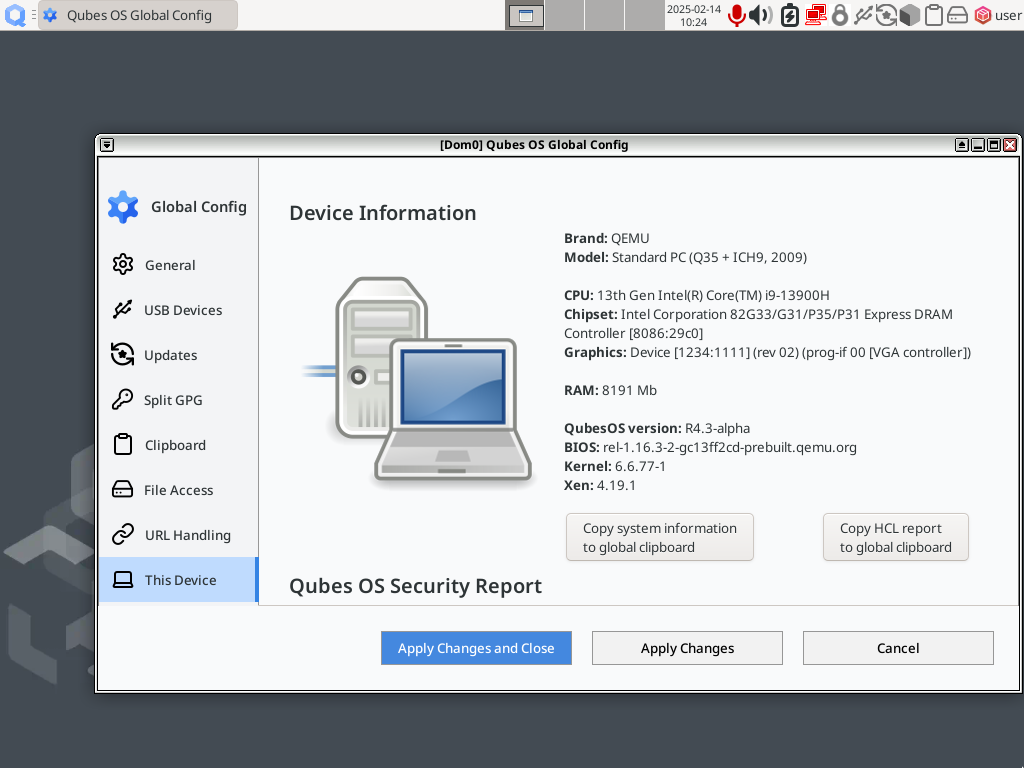 Qubes OS Global Config
2025-02-14
10:24
user
[Dom0] Qubes OS Global Config
Global Config
General
USB Devices
Updates
Split GPG
Clipboard
File Access
URL Handling
This Device
Device Information
Brand: QEMU
Model: Standard PC (Q35 + ICH9, 2009)
CPU: 13th Gen Intel(R) Core(TM) i9-13900H
Chipset: Intel Corporation 82G33/G31/P35/P31 Express DRAM
Controller [8086:29c0]
Graphics: Device [1234:1111] (rev 02) (prog-if 00 [VGA controller])
RAM: 8191 Mb
QubesOS version: R4.3-alpha
BIOS: rel-1.16.3-2-gc13ff2cd-prebuilt.qemu.org
Kernel: 6.6.77-1
Xen: 4.19.1
Copy system information
to global clipboard
Copy HCL report
to global clipboard
Qubes OS Security Report
Apply Changes and Close
Apply Changes
Cancel